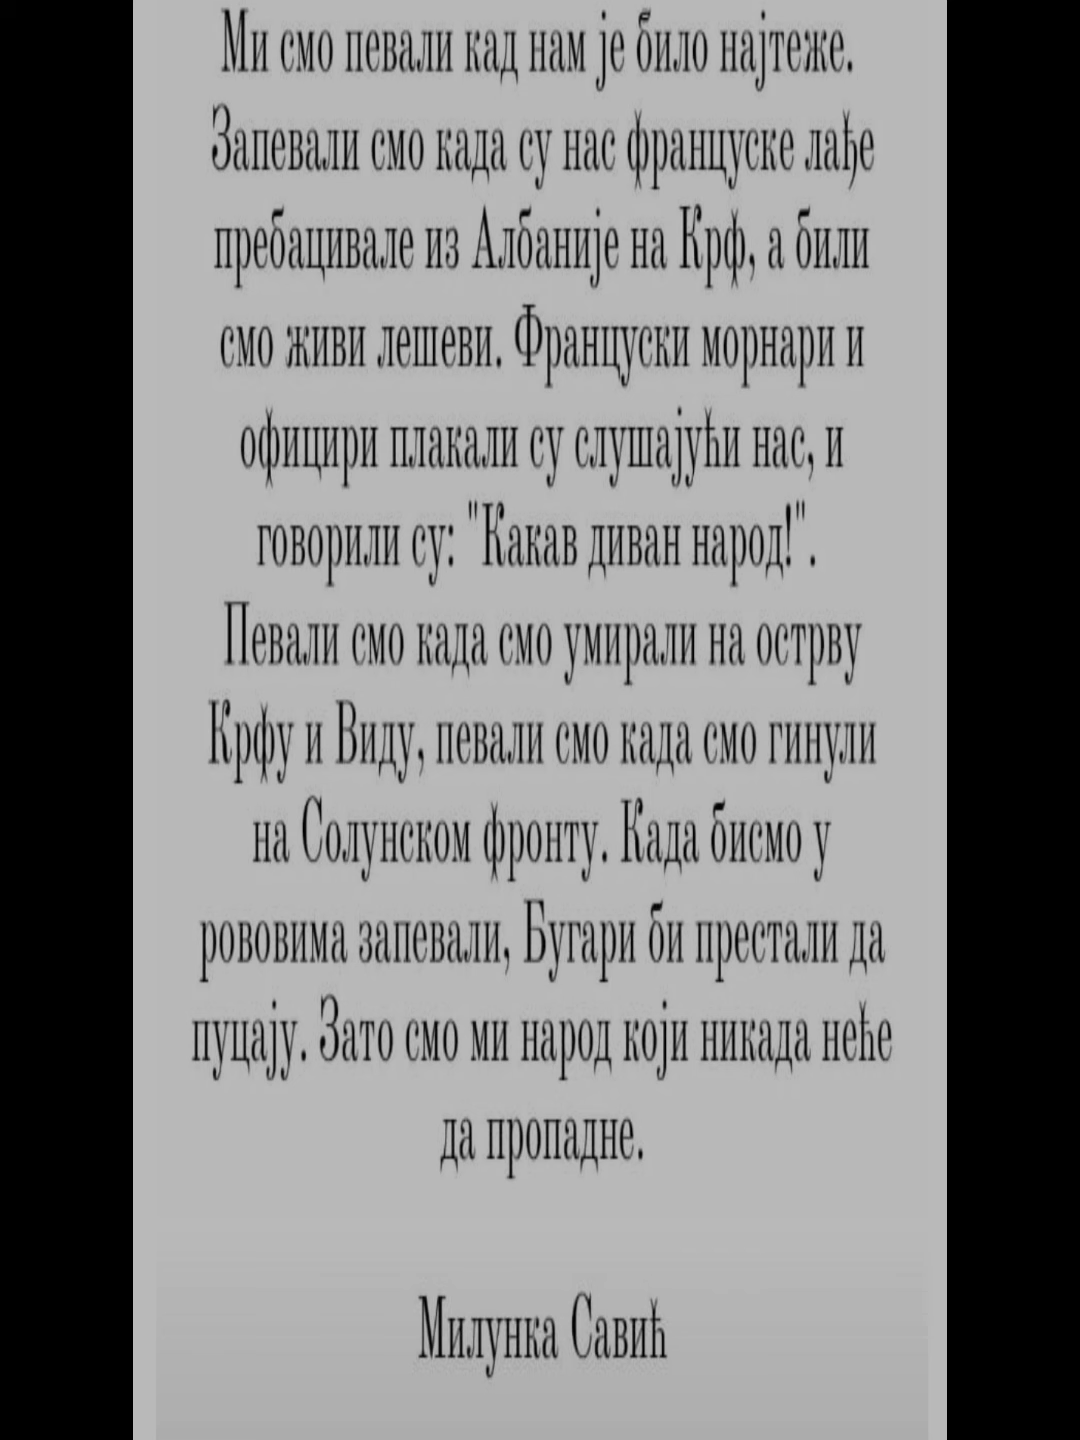 Ми смо певали кад нам је било најтеже.
Запевали смо када су нас француске лађе
пребацивале из Албаније на Крф, а били
смо живи лешеви. Француски морнари и
официри плакали су слушајући нас, и
говорили су: "Какав диван народ!".
Певали смо када смо умирали на острву
Крфу и Виду, певали смо када смо гинули
на Солунском фронту. Када бисмо у
рововима запевали, Бугари би престали да
пуцају. Зато смо ми народ који никада неће
да пропадне.
Милунка Савић